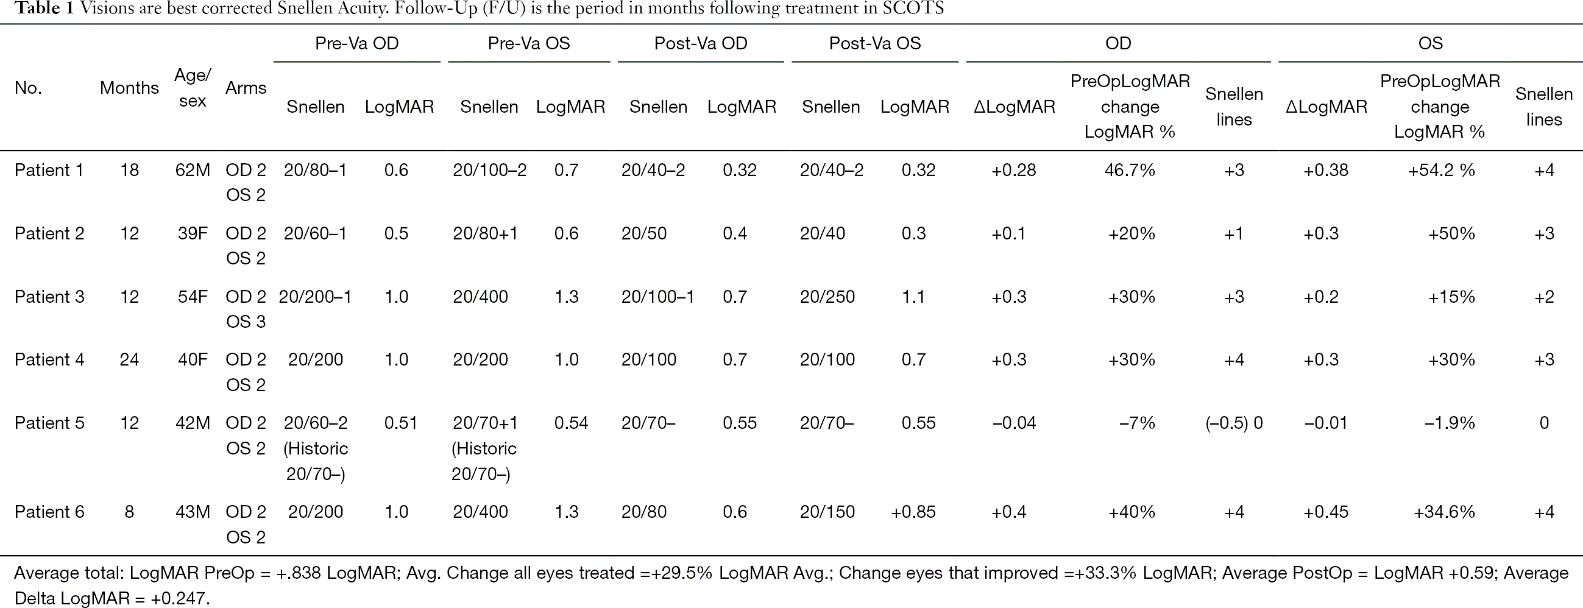 Table 1 Visions are best corrected Snellen Acuity. Follow-Up (F/U) is the period in months following treatment in SCOTS
Pre-Va OD Pre-Va OS Post-Va OD Post-Va OS OD OS
No. Months Age/ sex Arms Snellen LogMAR Snellen LogMAR Snellen LogMAR Snellen LogMAR ΔLogMAR PreOpLogMAR change LogMAR % Snellen lines ΔLogMAR PreOpLogMAR change LogMAR % Snellen lines
Patient 1 18 62M OD 2 20/80–1 0.6 20/100–2 0.7 20/40–2 0.32 20/40–2 0.32 +0.28 46.7% +3 +0.38 +54.2 % +4
OS 2
Patient 2 12 39F OD 2 20/60–1 0.5 20/80+1 0.6 20/50 0.4 20/40 0.3 +0.1 +20% +1 +0.3 +50% +3
OS 2
Patient 3 12 54F OD 2 20/200–1 1.0 20/400 1.3 20/100–1 0.7 20/250 1.1 +0.3 +30% +3 +0.2 +15% +2
OS 3
Patient 4 24 40F OD 2 20/200 1.0 20/200 1.0 20/100 0.7 20/100 0.7 +0.3 +30% +4 +0.3 +30% +3
OS 2
Patient 5 12 42M OD 2 20/60–2 0.51 20/70+1 0.54 20/70– 0.55 20/70– 0.55 –0.04 –7% (–0.5) 0 –0.01 –1.9% 0
OS 2 (Historic (Historic
20/70–) 20/70–)
Patient 6 8 43M OD 2 20/200 1.0 20/400 1.3 20/80 0.6 20/150 +0.85 +0.4 +40% +4 +0.45 +34.6% +4
OS 2
Average total: LogMAR PreOp = +.838 LogMAR; Avg. Change all eyes treated =+29.5% LogMAR Avg.; Change eyes that improved =+33.3% LogMAR; Average PostOp = LogMAR +0.59; Average
Delta LogMAR = +0.247.